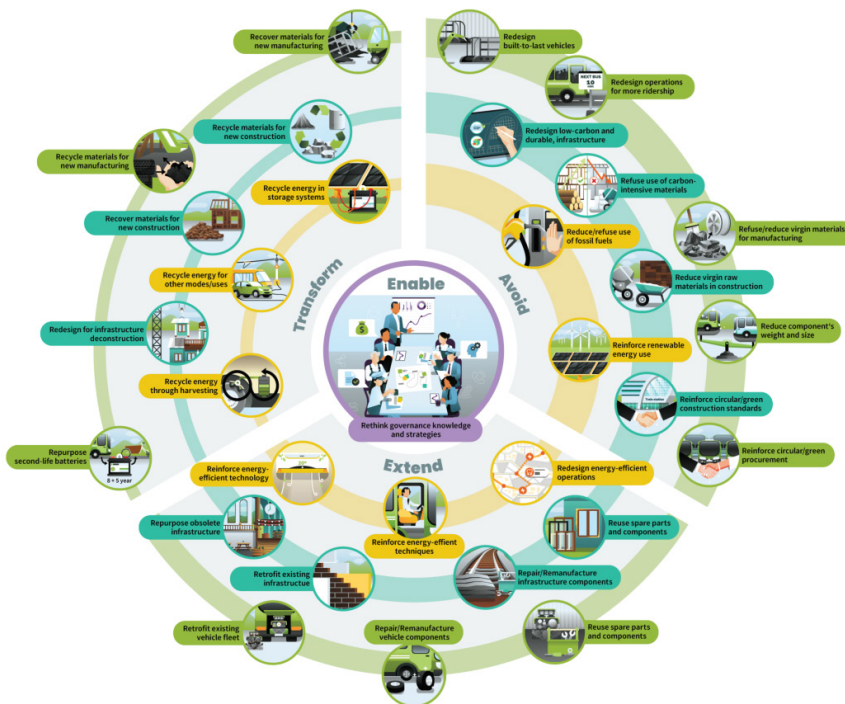 Recover materials for
new manufacturing
Redesign
built-to-last vehicles
NEXT BUS
10
Redesign operations
for more ridership
Recycle materials for
new construction
Redesign low-carbon and
durable, infrastructure
Recycle materials for
new manufacturing
Recycle energy in
storage systems
Refuse use of carbon-
intensive materials
Recover materials for
new construction
Reduce/refuse use
of fossil fuels
Refuse/reduce virgin materials
for manufacturing
Recycle energy for
other modes/uses
Transform
Enable
Avoid
Reduce virgin raw
materials in construction
Redesign for infrastructure
deconstruction
Reinforce renewable
energy use
Reduce component's
weight and size
Recycle energy
through harvesting
Reinforce circular/green
construction standards
Rethink governance knowledge
and strategies
Repurpose
second-life batteries
8 + 5 year
Reinforce energy-
efficient technology
Extend
Redesign energy-efficient
operations
Reinforce circular/green
procurement
Repurpose obsolete
infrastructure
Reinforce energy-effient
techniques
Reuse spare parts
and components
Retrofit existing
infrastructue
Repair/Remanufacture
infrastructure components
Retrofit existing
vehicle fleet
Repair/Remanufacture
vehicle components
Reuse spare parts
and components